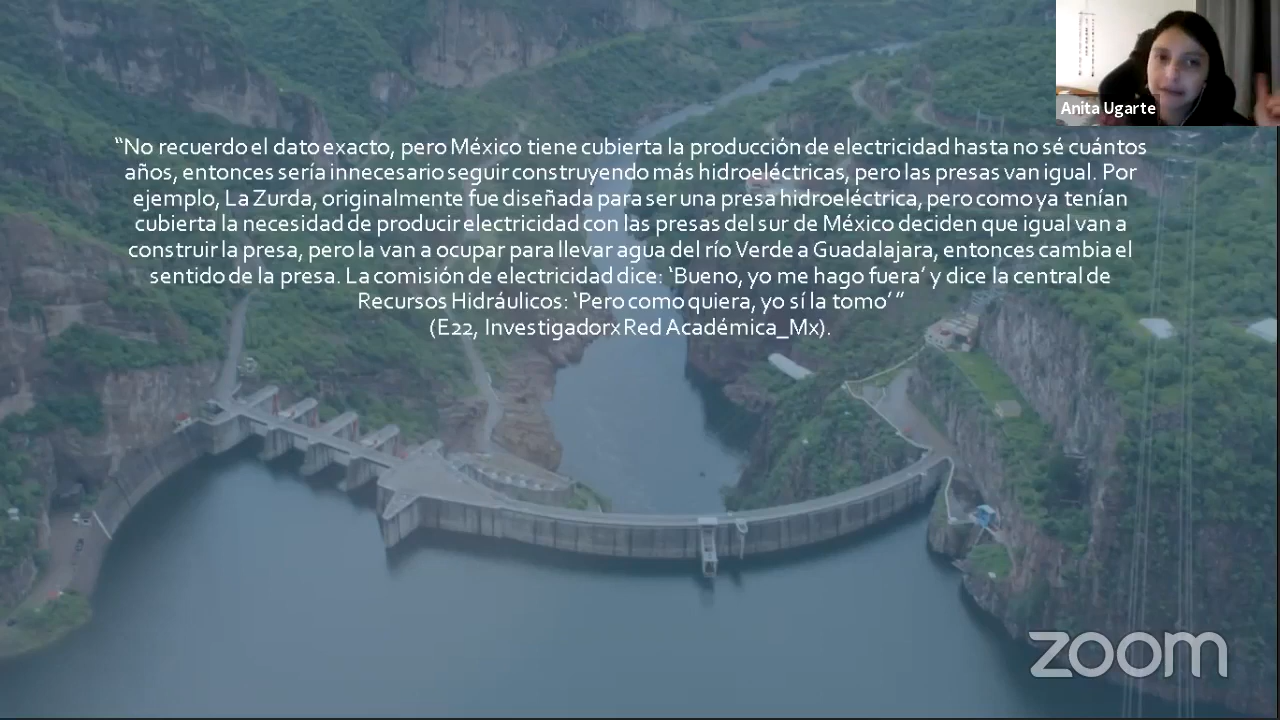 Anita Ugarte
“No recuerdo el dato exacto, pero México tiene cubierta la producción de electricidad hasta no sé cuántos
años, entonces sería innecesario seguir construyendo más hidroeléctricas, pero las presas van igual. Por
ejemplo, La Zurda, originalmente fue diseñada para ser una presa hidroeléctrica, pero como ya tenían
cubierta la necesidad de producir electricidad con las presas del sur de México deciden que igual van a
construir la presa, pero la van a ocupar para llevar agua del río Verde a Guadalajara, entonces cambia el
sentido de la presa. La comisión de electricidad dice: ‘Bueno, yo me hago fuera’ y dice la central de
Recursos Hidráulicos: ‘Pero como quiera, yo sí la tomo’ ”
(E22, Investigadorx Red Académica_Mx).
zoom